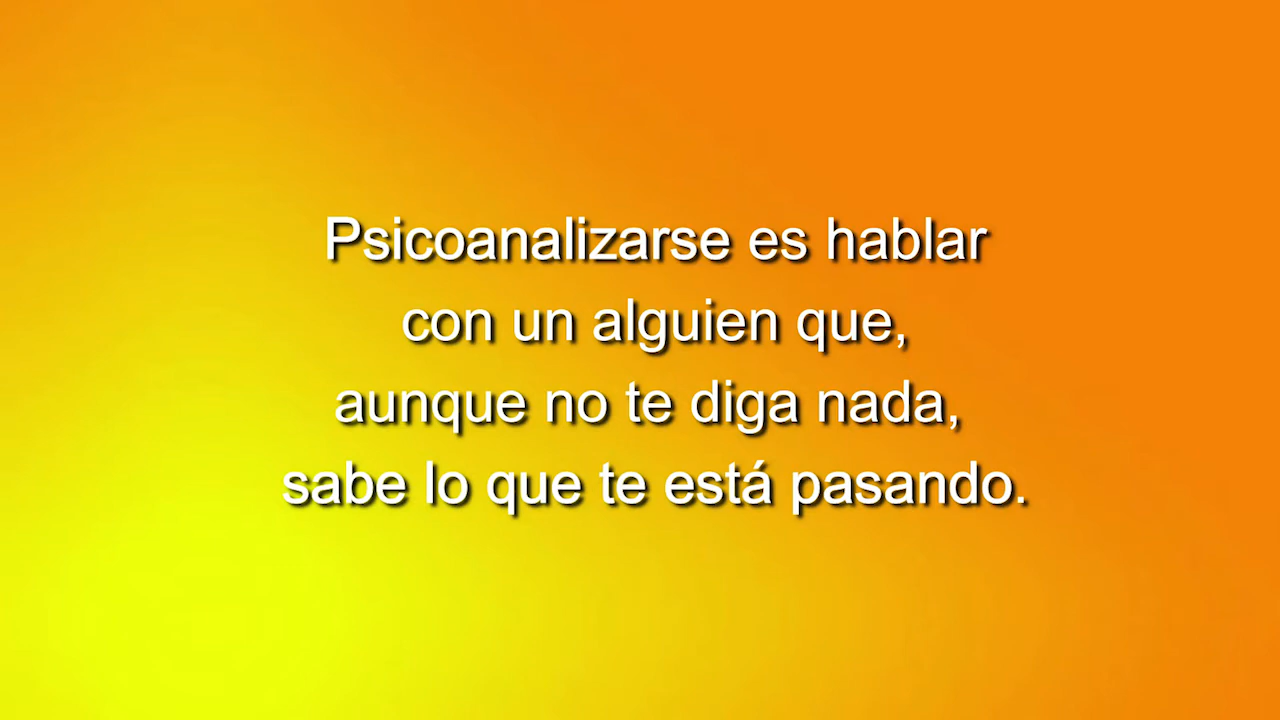 Psicoanalizarse es hablar
con un alguien que,
aunque no te diga nada,
sabe lo que te está pasando.